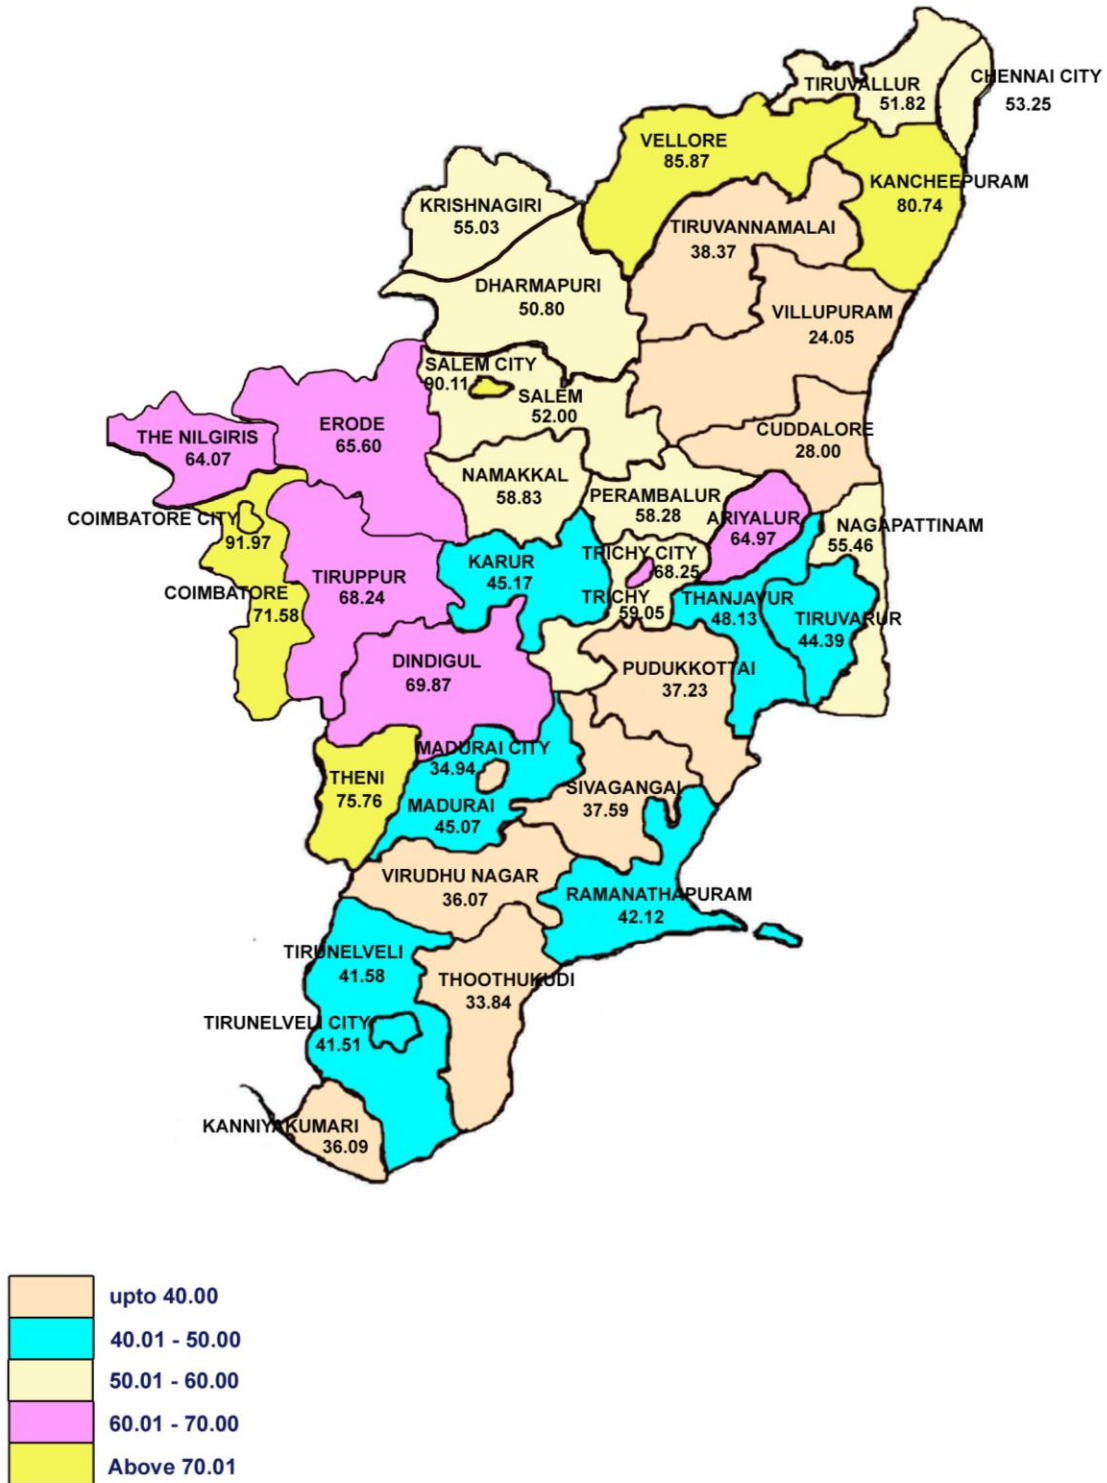 TIRUVALLUR
51.82
CHENNAI CITY
53.25
VELLORE
85.87
KANCHEEPURAM
80.74
KRISHNAGIRI
55.03
TIRUVANNAMALAI
38.37
DHARMAPURI
50.80
VILLUPURAM
24.05
SALEM CITY
90.11
SALEM
52.00
ERODE
65.60
THE NILGIRIS
64.07
CUDDALORE
28.00
NAMAKKAL
58.83
PERAMBALUR
58.28
ARIYALUR
64.97
NAGAPATTINAM
55.46
COIMBATORE CITY
91.97
TRICHY CITY
68.25
KARUR
45.17
TIRUPPUR
68.24
COIMBATORE
71.58
TRICHY
59.05
THANJAVUR
48.13
TIRUVARUR
44.39
DINDIGUL
69.87
PUDUKKOTTAI
37.23
MADURAI CITY
34.94
THENI
75.76
SIVAGANGAI
37.59
MADURAI
45.07
VIRUDHU NAGAR
36.07
RAMANATHAPURAM
42.12
TIRUNELVELI
41.58
THOOTHUKUDI
33.84
TIRUNELVELI CITY
41.51
KANNIYAKUMARI
36.09
upto 40.00
40.01 - 50.00
50.01 - 60.00
60.01 - 70.00
Above 70.01